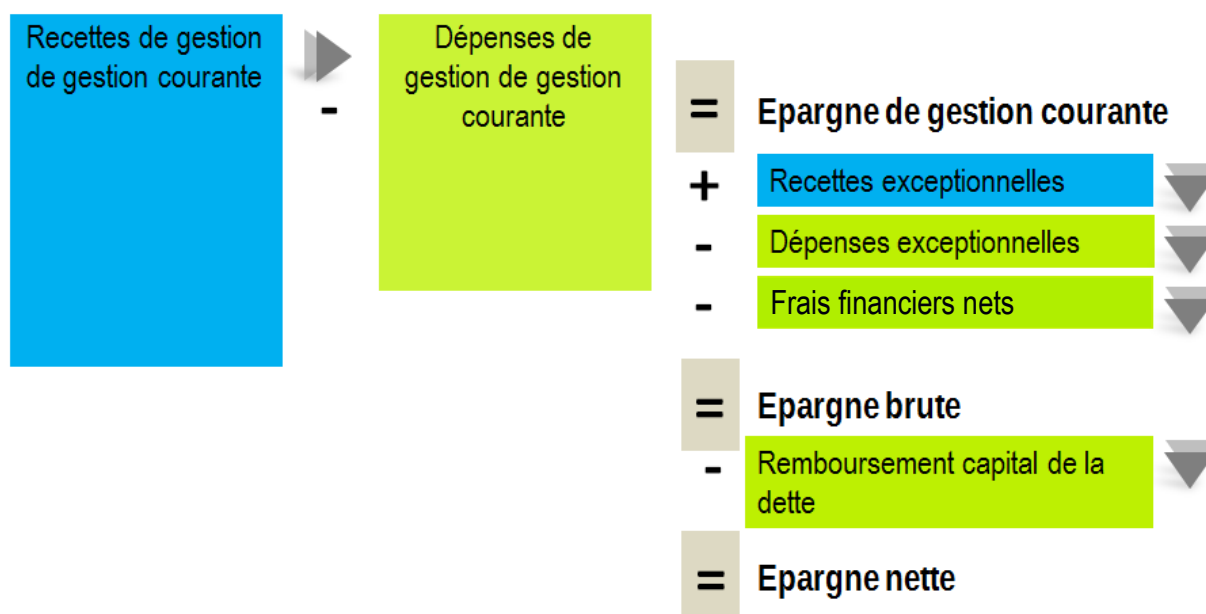 Recettes de gestion
de gestion courante
-
Dépenses de
gestion de gestion
courante
= Epargne de gestion courante
+ Recettes exceptionnelles
- Dépenses exceptionnelles
- Frais financiers nets
= Epargne brute
- Remboursement capital de la
dette
= Epargne nette